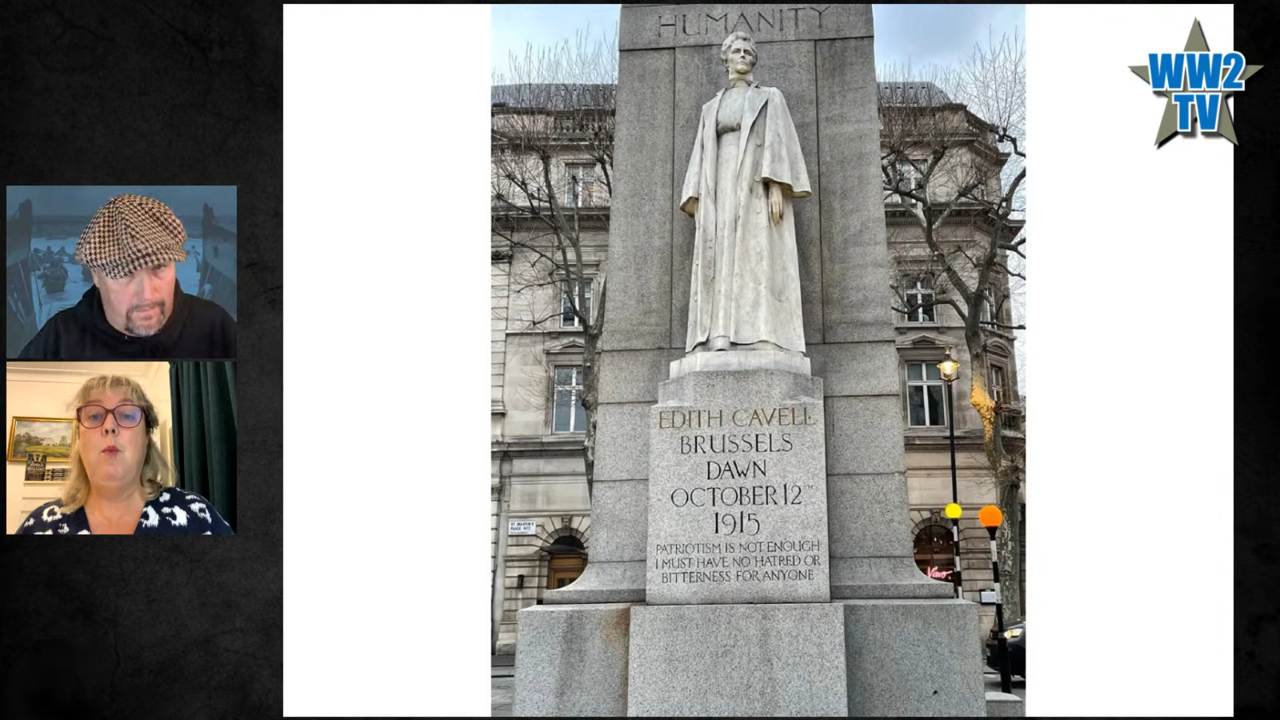 HUMANITY
WW2
TV
EDITH CAVELL
BRUSSELS
DAWN
OCTOBER 12TH
1915
PATRIOTISM IS NOT ENOUGH
I MUST HAVE NO HATRED OR
BITTERNESS FOR ANYONE